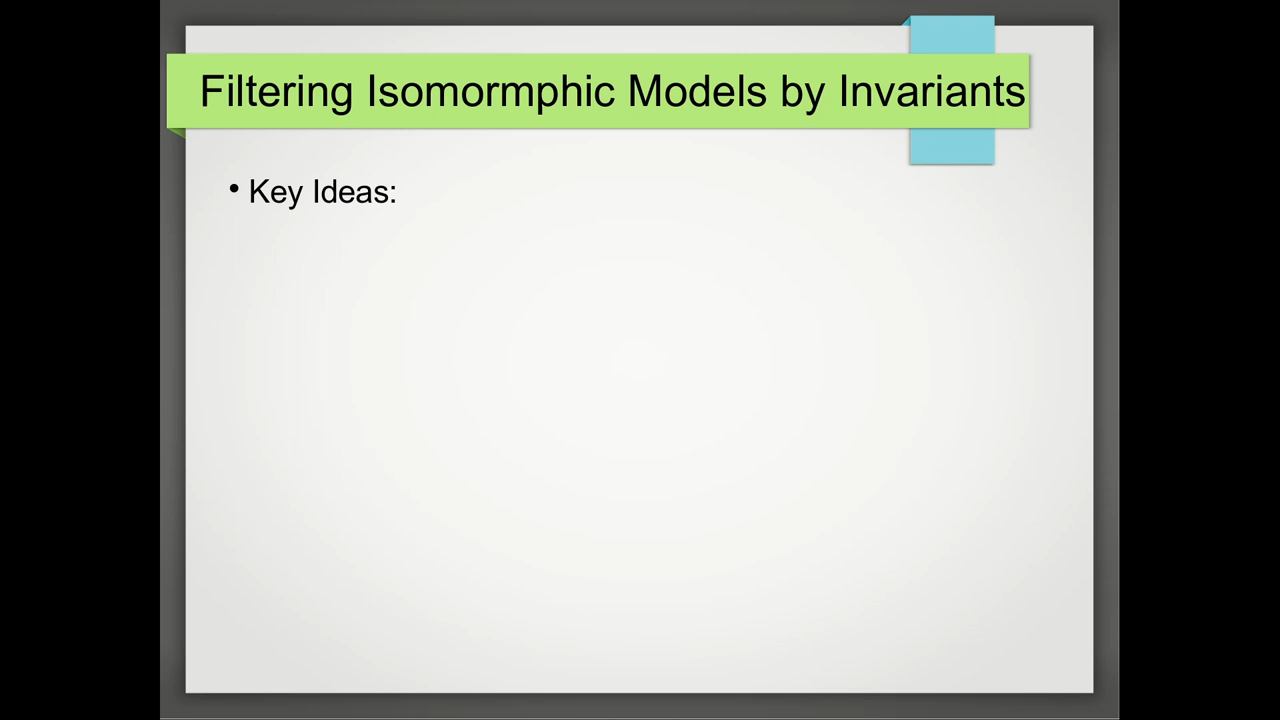 Filtering Isomormphic Models by Invariants
• Key Ideas: